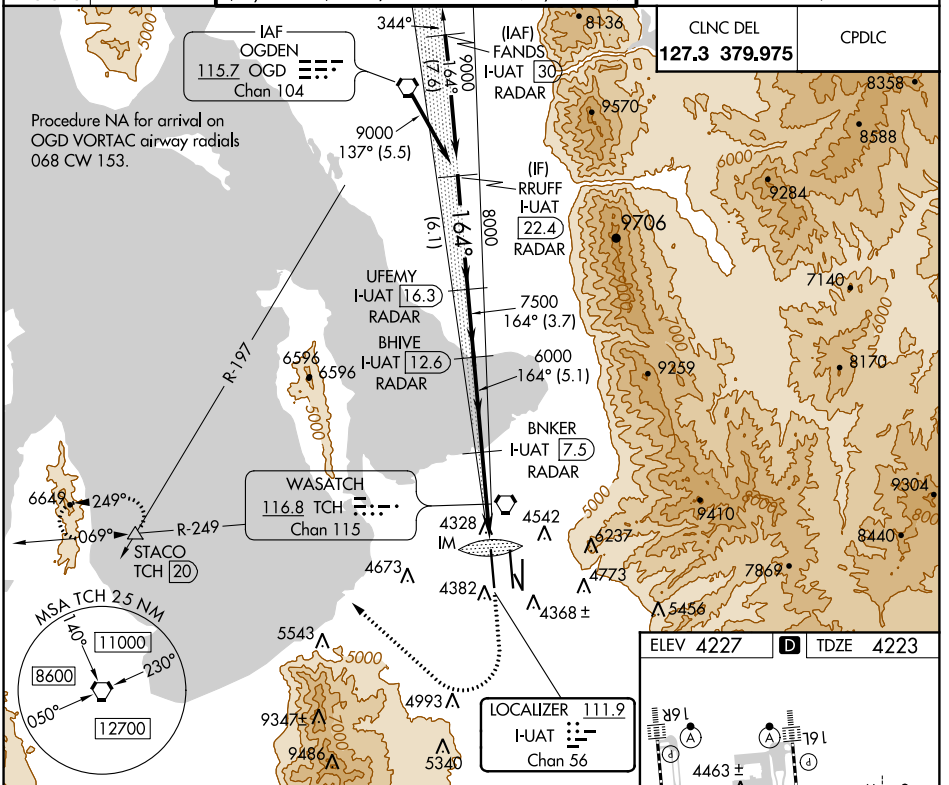 CLNC DEL
127.3 379.975
CPDLC
IAF
OGDEN
115.7 OGD
Chan 104
Procedure NA for arrival on
OGD VORTAC airway radials
068 CW 153.
344°
9000
164°
(7.6)
(IAF)
FANDS
I-UAT 30
RADAR
8136
9570
8358
8588
9284
5000
6000
9000
137° (5.5)
(IF)
RRUFF
I-UAT
22.4
RADAR
164°
8000
(6.1)
9706
7140
6000
8170
UFEMY
I-UAT 16.3
RADAR
7500
164° (3.7)
BHIVE
I-UAT 12.6
RADAR
6000
164° (5.1)
9259
R-197
6596
6596
5000
BNKER
I-UAT 7.5
RADAR
WASATCH
116.8 TCH
Chan 115
6649
249°
069°
R-249
STACO
TCH 20
4328
IM
4542
5000
6237
9410
9304
8440
7869
4673
4382
4773
4368 ±
5456
MSA TCH 25 NM
140°
11000
230°
8600
050°
12700
5543
5000
4993
9347±
7000
9486
5340
LOCALIZER 111.9
I-UAT
Chan 56
ELEV 4227
D
TDZE 4223
16R
16L
A
A
P
P
4463 ±